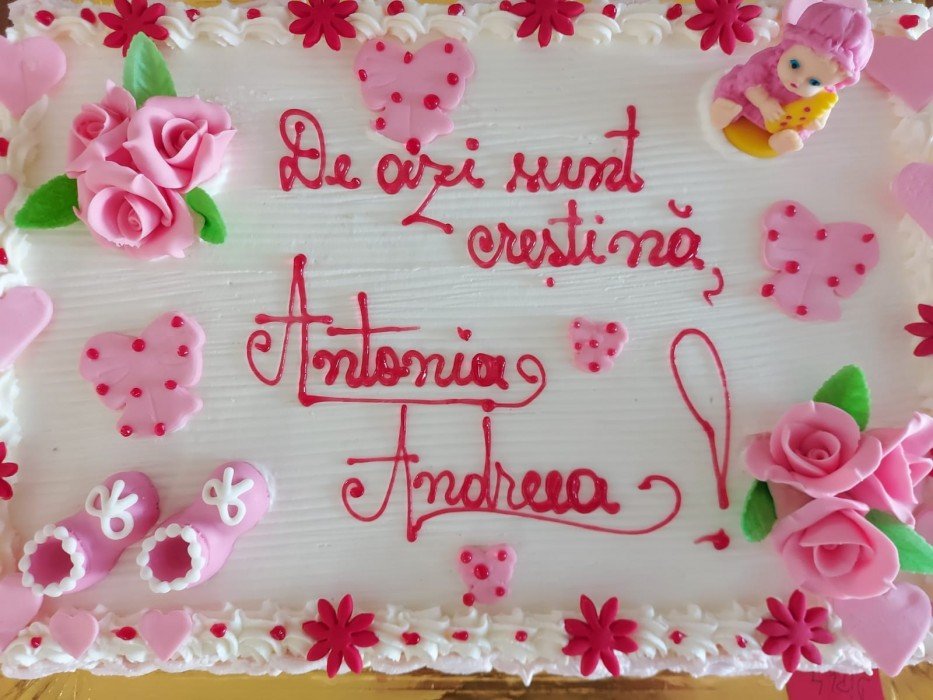 De azi sunt
creștină,
Antonia
Andreea!